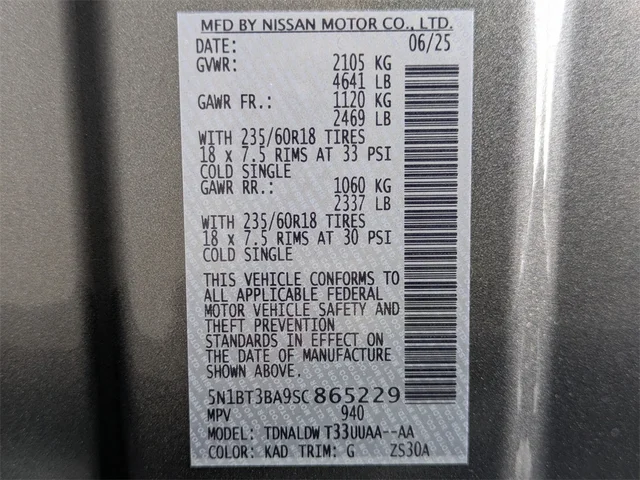 MFD BY NISSAN MOTOR CO., LTD.
DATE: 06/25
GVWR: 2105 KG
4641 LB
GAWR FR.: 1120 KG
2469 LB
WITH 235/60R18 TIRES
18 x 7.5 RIMS AT 33 PSI
COLD SINGLE
GAWR RR.: 1060 KG
2337 LB
WITH 235/60R18 TIRES
18 x 7.5 RIMS AT 30 PSI
COLD SINGLE
THIS VEHICLE CONFORMS TO
ALL APPLICABLE FEDERAL
MOTOR VEHICLE SAFETY AND
THEFT PREVENTION
STANDARDS IN EFFECT ON
THE DATE OF MANUFACTURE
SHOWN ABOVE.
5N1BT3BA9SC865229
MPV 940
MODEL: TDNALDWT33UUAA--AA
COLOR: KAD TRIM: G ZS30A